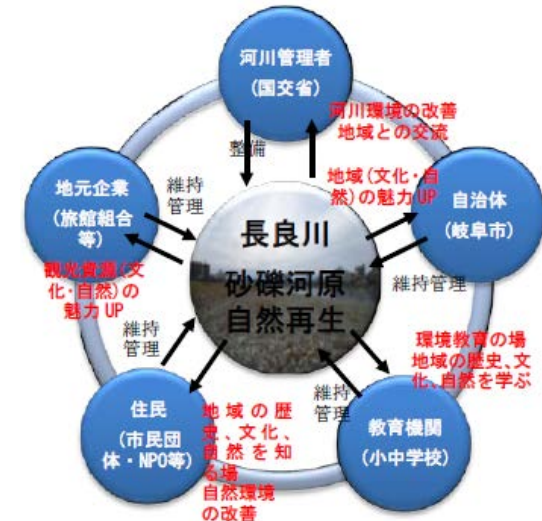 河川管理者
(国交省)
河川環境の改善
地域との交流
整備
地域(文化・自
然)の魅力UP
自治体
(岐阜市)
維持管理
地元企業
(旅館組合
等)
維持
管理
観光資源(文
化・自然)の
魅力UP
長良川
砂礫河原
自然再生
環境教育の場
地域の歴史、文
化、自然を学ぶ
維持
管理
教育機関
(小中学校)
維持
管理
住民
(市民団
体・NPO等)
地域の歴
史、文化、
自然を知
る場
自然環境
の改善